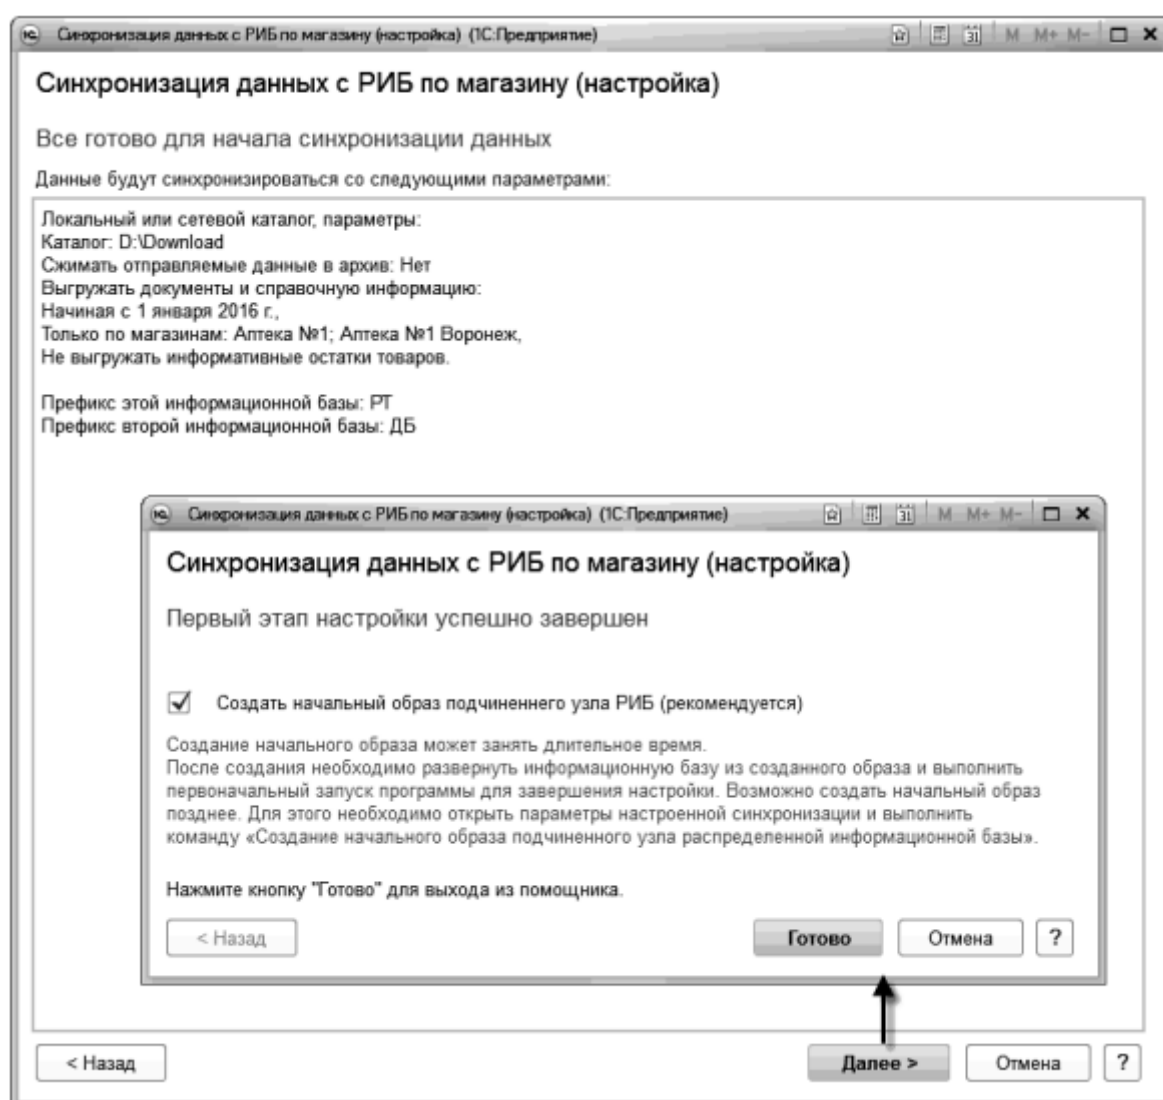 Синхронизация данных с РИБ по магазину (настройка) (1С:Предприятие)
31 M M+ M-
Синхронизация данных с РИБ по магазину (настройка)
Все готово для начала синхронизации данных
Данные будут синхронизироваться со следующими параметрами:
Локальный или сетевой каталог, параметры:
Каталог: D:\Download
Сжимать отправляемые данные в архив: Нет
Выгружать документы и справочную информацию:
Начиная с 1 января 2016 г.,
Только по магазинам: Аптека №1; Аптека №1 Воронеж,
Не выгружать информативные остатки товаров.
Префикс этой информационной базы: РТ
Префикс второй информационной базы: ДБ
Синхронизация данных с РИБ по магазину (настройка) (1С:Предприятие)
31 M M+ M-
Синхронизация данных с РИБ по магазину (настройка)
Первый этап настройки успешно завершен
Создать начальный образ подчиненнего узла РИБ (рекомендуется)
Создание начального образа может занять длительное время.
После создания необходимо развернуть информационную базу из созданного образа и выполнить
первоначальный запуск программы для завершения настройки. Возможно создать начальный образ
позднее. Для этого необходимо открыть параметры настроенной синхронизации и выполнить
команду «Создание начального образа подчиненного узла распределенной информационной базы».
Нажмите кнопку "Готово" для выхода из помощника.
< Назад Готово Отмена ?
< Назад Далее > Отмена ?